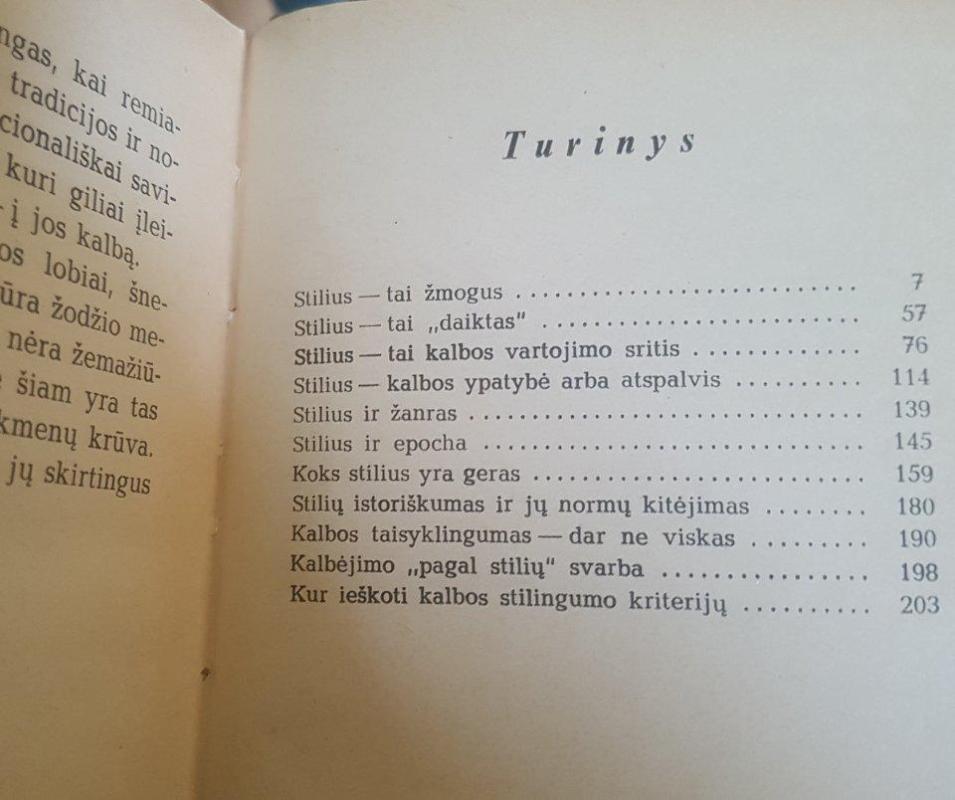 ngas, kai remia-
tradicijos ir no-
cionališkai savi-
kuri giliai įlei-
- į jos kalbą.
os lobiai, šne-
ūra žodžio me-
nėra žemažiū-
šiam yra tas
kmenų krūva.
jų skirtingus
Turinys
Stilius — tai žmogus . . . . . . . . . . . . . . . . . . . . . . . . . . . 7
Stilius — tai „daiktas" . . . . . . . . . . . . . . . . . . . . . . . . . 57
Stilius — tai kalbos vartojimo sritis . . . . . . . . . . . . . 76
Stilius — kalbos ypatybė arba atspalvis . . . . . . . . . . 114
Stilius ir žanras . . . . . . . . . . . . . . . . . . . . . . . . . . . . . . . 139
Stilius ir epocha . . . . . . . . . . . . . . . . . . . . . . . . . . . . . . 145
Koks stilius yra geras . . . . . . . . . . . . . . . . . . . . . . . . . . 159
Stilių istoriškumas ir jų normų kitėjimas . . . . . . . . 180
Kalbos taisyklingumas — dar ne viskas . . . . . . . . . 190
Kalbėjimo „pagal stilių" svarba . . . . . . . . . . . . . . . . 198
Kur ieškoti kalbos stilingumo kriterijų . . . . . . . . . . 203